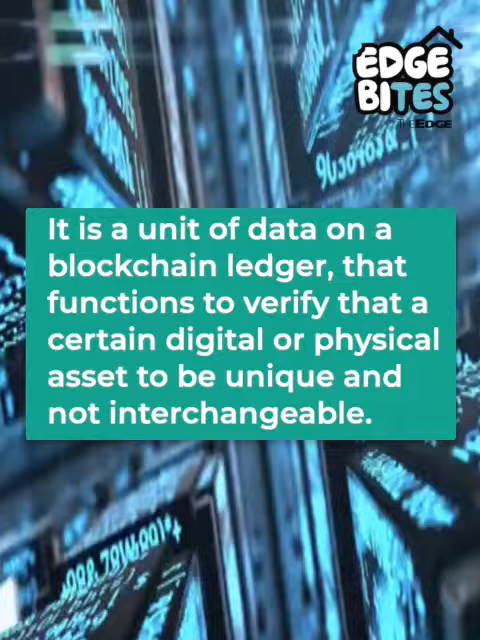 EDGE
BITES
THE EDGE
It is a unit of data on a
blockchain ledger, that
functions to verify that a
certain digital or physical
asset to be unique and
not interchangeable.